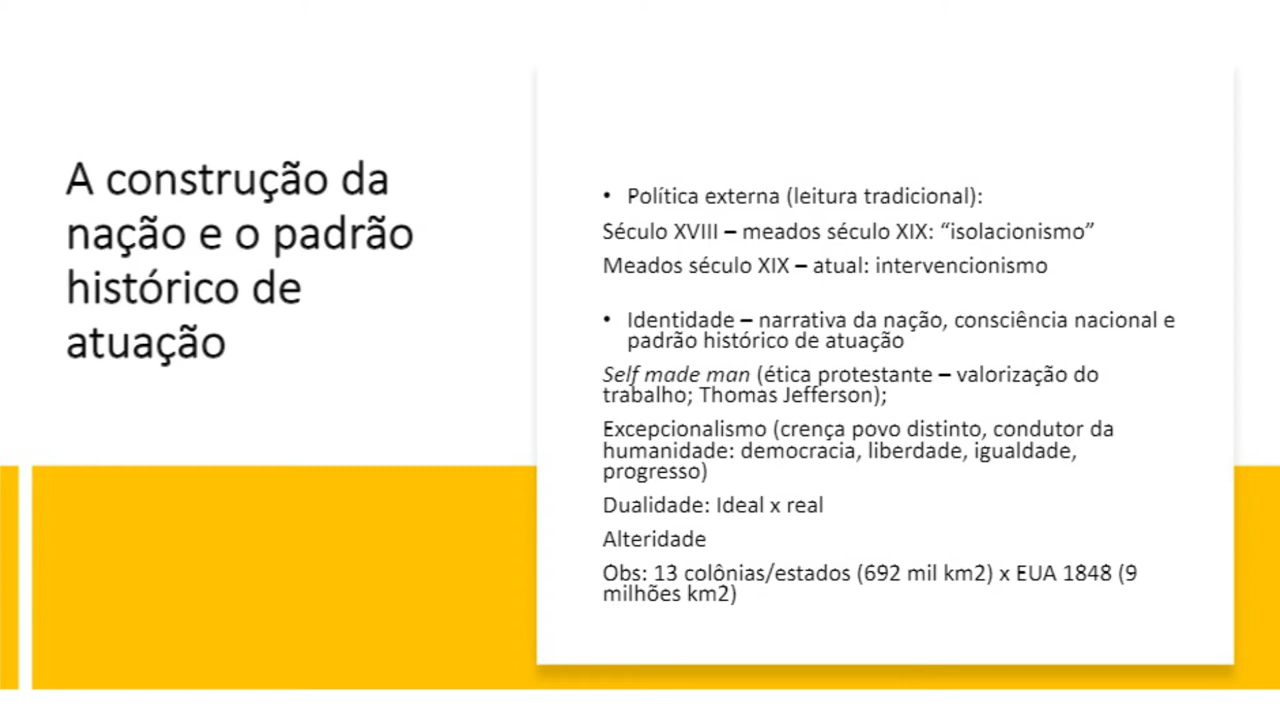 A construção da
nação e o padrão
histórico de
atuação
• Política externa (leitura tradicional):
Século XVIII – meados século XIX: “isolacionismo”
Meados século XIX – atual: intervencionismo
• Identidade – narrativa da nação, consciência nacional e
padrão histórico de atuação
Self made man (ética protestante – valorização do
trabalho; Thomas Jefferson);
Excepcionalismo (crença povo distinto, condutor da
humanidade: democracia, liberdade, igualdade,
progresso)
Dualidade: Ideal x real
Alteridade
Obs: 13 colônias/estados (692 mil km2) x EUA 1848 (9
milhões km2)